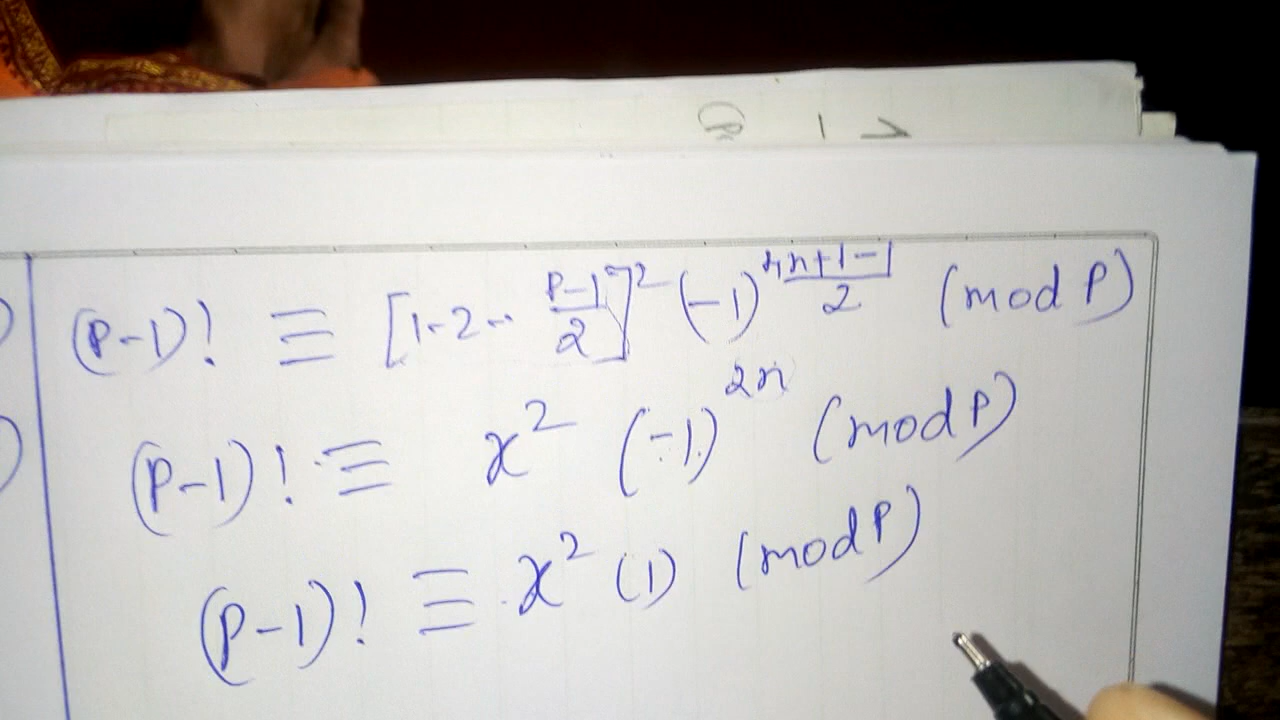 (P-1)! ≡ [1·2·· (P-1)/2]² (-1)^((4n+1-1)/2) (mod P)
(P-1)! ≡ x² (-1)^(2n) (mod P)
(P-1)! ≡ x² (1) (mod P)